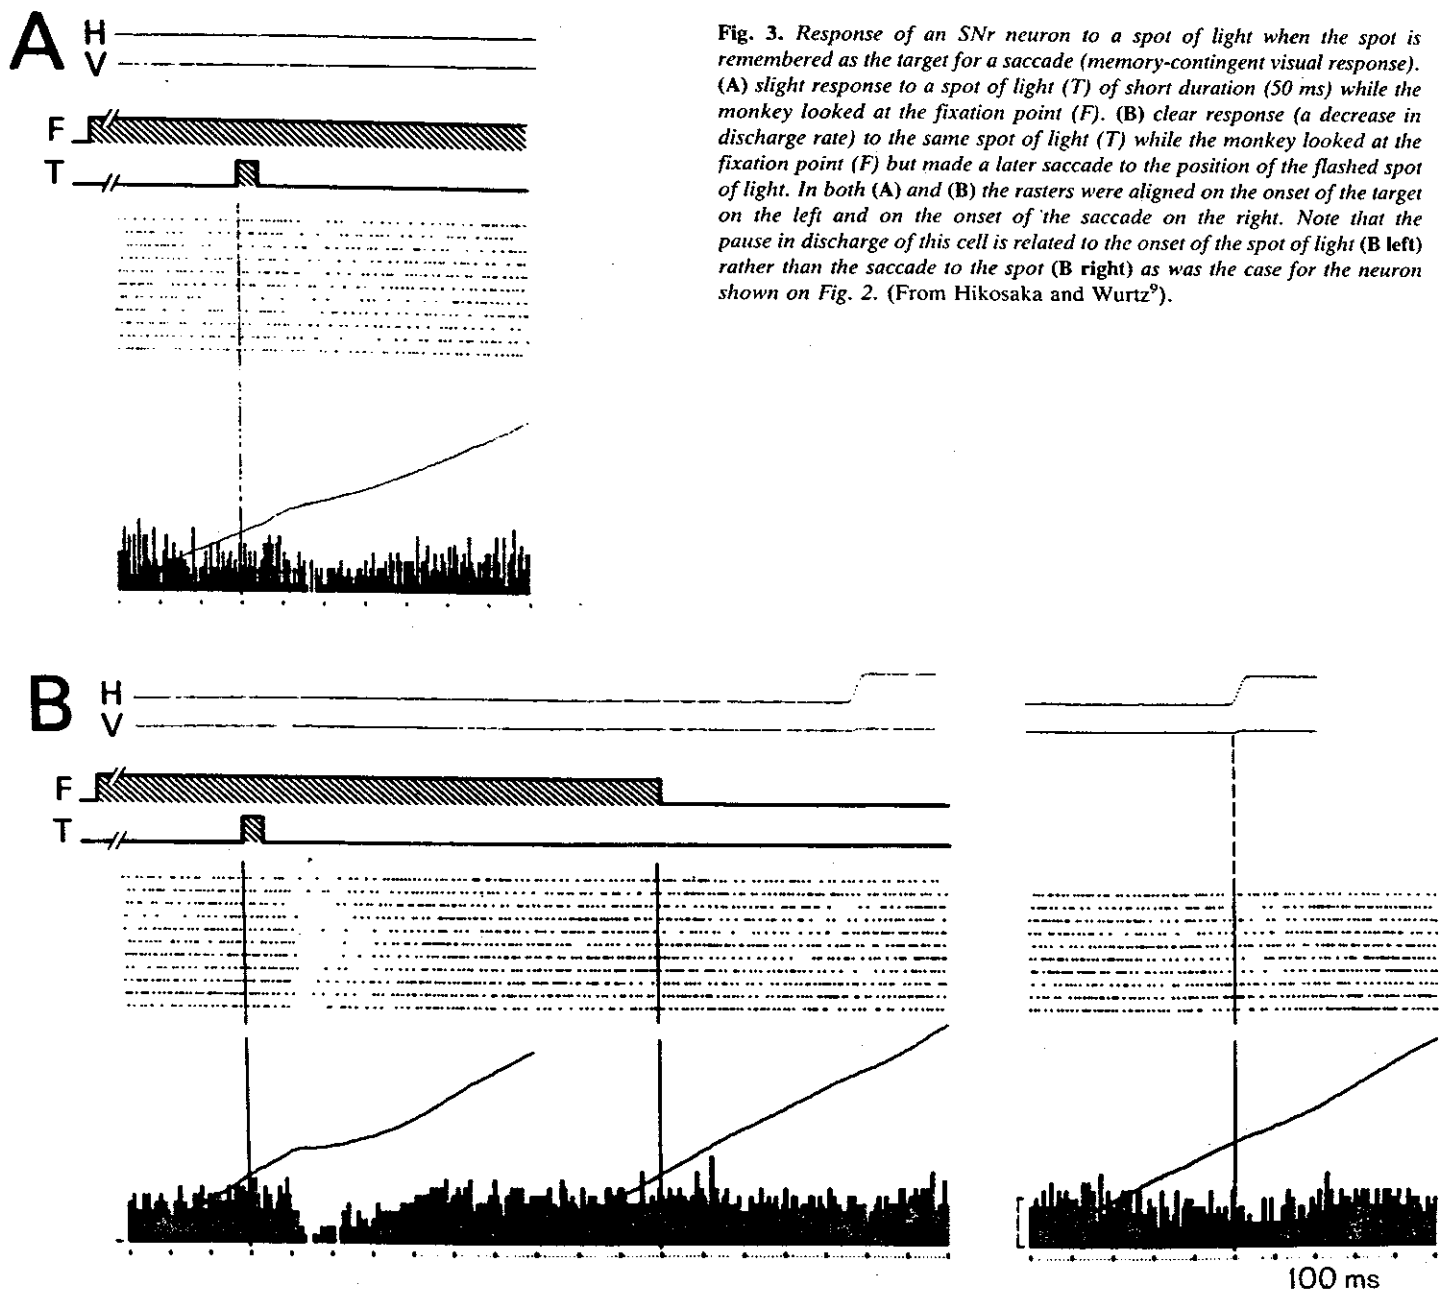 A
H
V
F
T
Fig. 3. Response of an SNr neuron to a spot of light when the spot is
remembered as the target for a saccade (memory-contingent visual response).
(A) slight response to a spot of light (T) of short duration (50 ms) while the
monkey looked at the fixation point (F). (B) clear response (a decrease in
discharge rate) to the same spot of light (T) while the monkey looked at the
fixation point (F) but made a later saccade to the position of the flashed spot
of light. In both (A) and (B) the rasters were aligned on the onset of the target
on the left and on the onset of the saccade on the right. Note that the
pause in discharge of this cell is related to the onset of the spot of light (B left)
rather than the saccade to the spot (B right) as was the case for the neuron
shown on Fig. 2. (From Hikosaka and Wurtz⁹).
B
H
V
F
T
100 ms